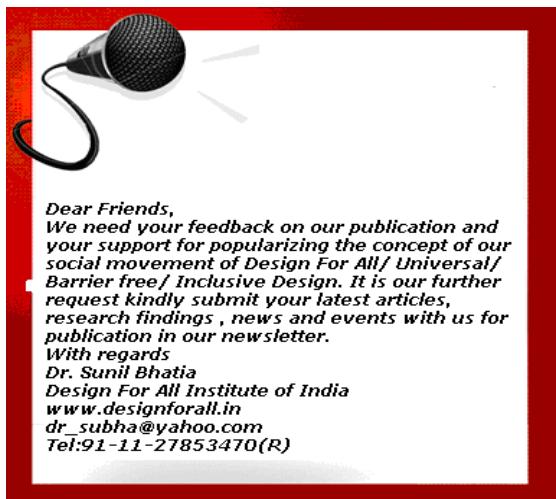 Dear Friends,
We need your feedback on our publication and
your support for popularizing the concept of our
social movement of Design For All/ Universal/
Barrier free/ Inclusive Design. It is our further
request kindly submit your latest articles,
research findings , news and events with us for
publication in our newsletter.
With regards
Dr. Sunil Bhatia
Design For All Institute of India
www.designforall.in
dr_subha@yahoo.com
Tel:91-11-27853470(R)